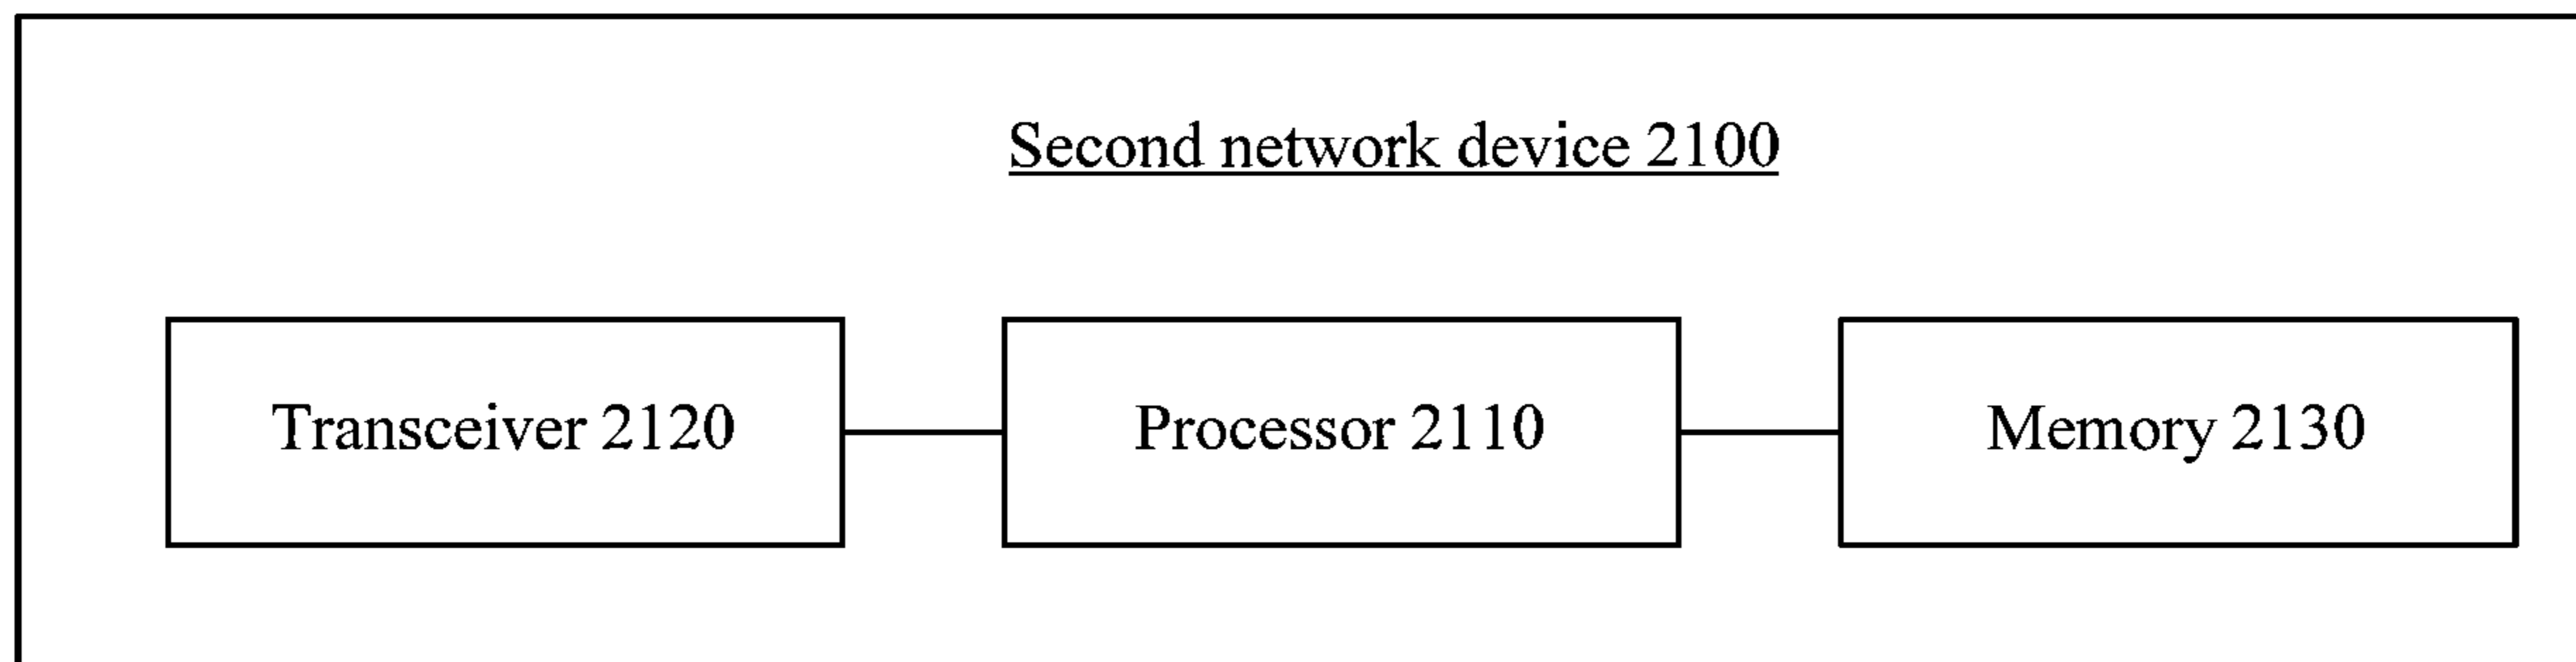 Second network device 2100
Transceiver 2120
Processor 2110
Memory 2130